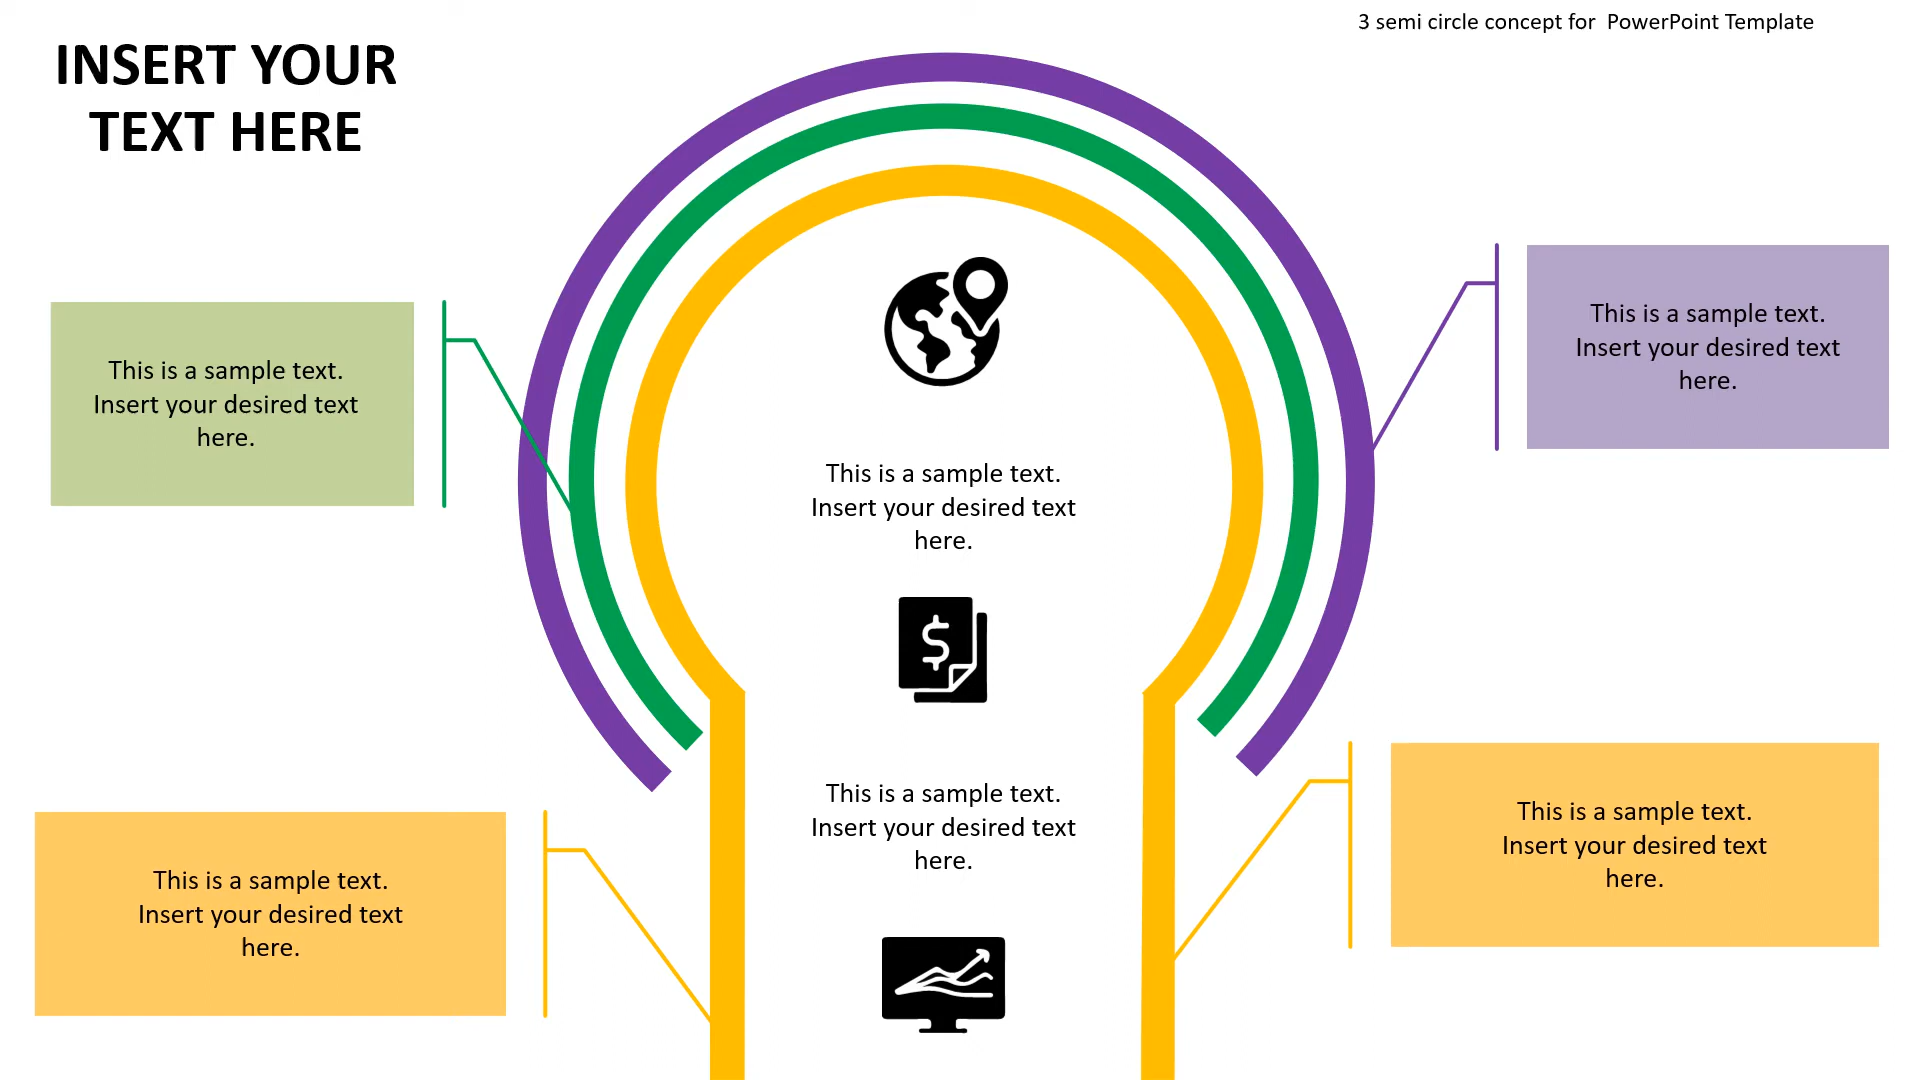 3 semi circle concept for  PowerPoint Template
INSERT YOUR
TEXT HERE
This is a sample text.
Insert your desired text
here.
This is a sample text.
Insert your desired text
here.
This is a sample text.
Insert your desired text
here.
$
This is a sample text.
Insert your desired text
here.
This is a sample text.
Insert your desired text
here.
This is a sample text.
Insert your desired text
here.